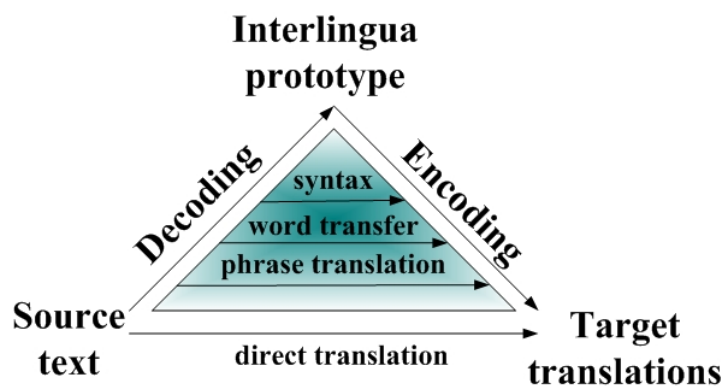 Interlingua
prototype
Decoding
Encoding
syntax
word transfer
phrase translation
Source
text
direct translation
Target
translations